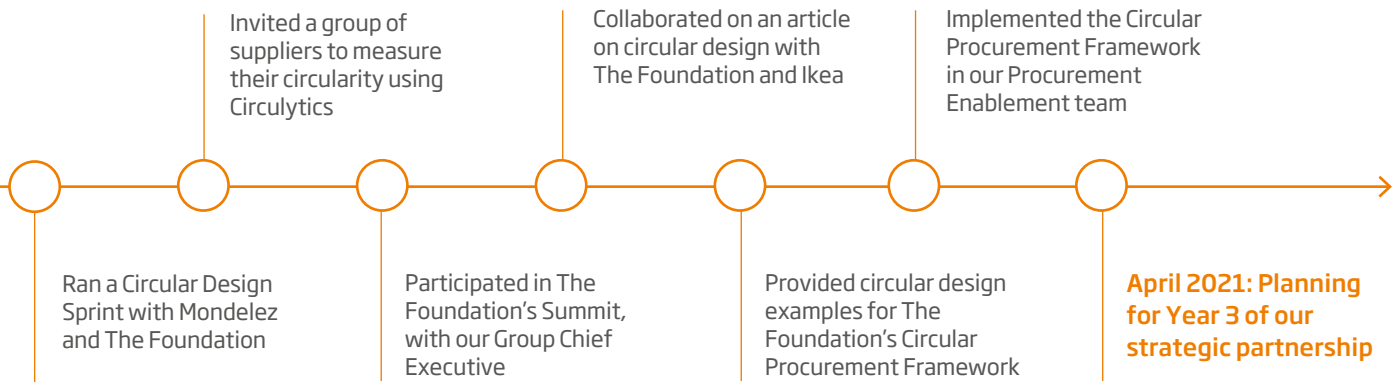 Invited a group of
suppliers to measure
their circularity using
Circulytics
Collaborated on an article
on circular design with
The Foundation and Ikea
Implemented the Circular
Procurement Framework
in our Procurement
Enablement team
Ran a Circular Design
Sprint with Mondelez
and The Foundation
Participated in The
Foundation’s Summit,
with our Group Chief
Executive
Provided circular design
examples for The
Foundation’s Circular
Procurement Framework
April 2021: Planning
for Year 3 of our
strategic partnership